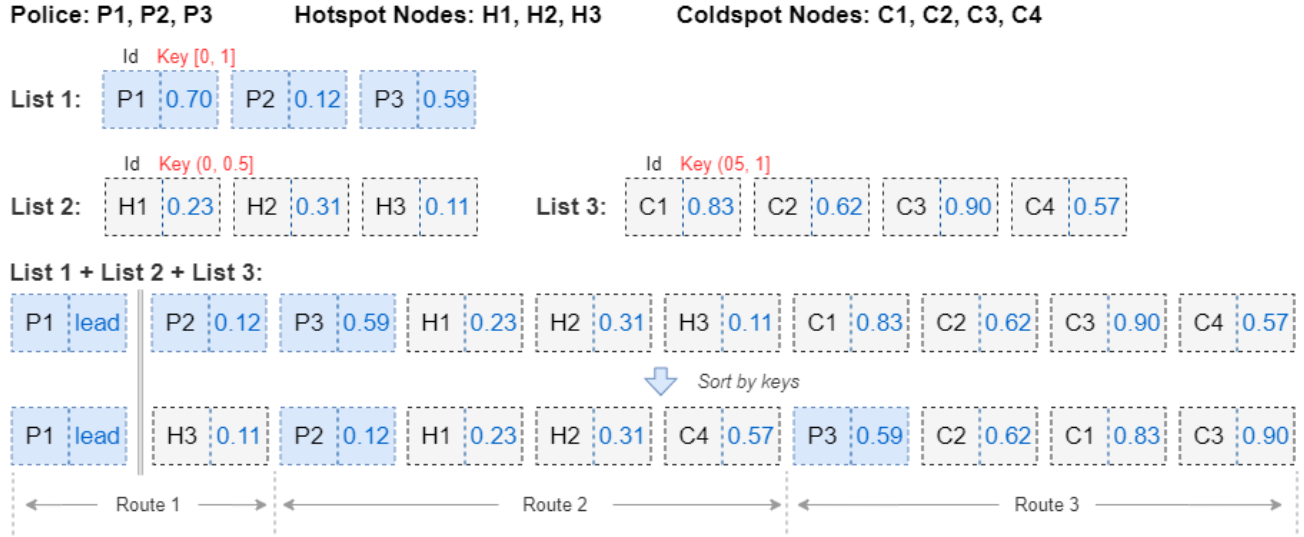 Police: P1, P2, P3 Hotspot Nodes: H1, H2, H3 Coldspot Nodes: C1, C2, C3, C4
Id Key [0, 1]
List 1: P1 0.70 P2 0.12 P3 0.59
Id Key (0, 0.5] Id Key (05, 1]
List 2: H1 0.23 H2 0.31 H3 0.11 List 3: C1 0.83 C2 0.62 C3 0.90 C4 0.57
List 1 + List 2 + List 3:
P1 lead P2 0.12 P3 0.59 H1 0.23 H2 0.31 H3 0.11 C1 0.83 C2 0.62 C3 0.90 C4 0.57
Sort by keys
P1 lead H3 0.11 P2 0.12 H1 0.23 H2 0.31 C4 0.57 P3 0.59 C2 0.62 C1 0.83 C3 0.90
Route 1 Route 2 Route 3